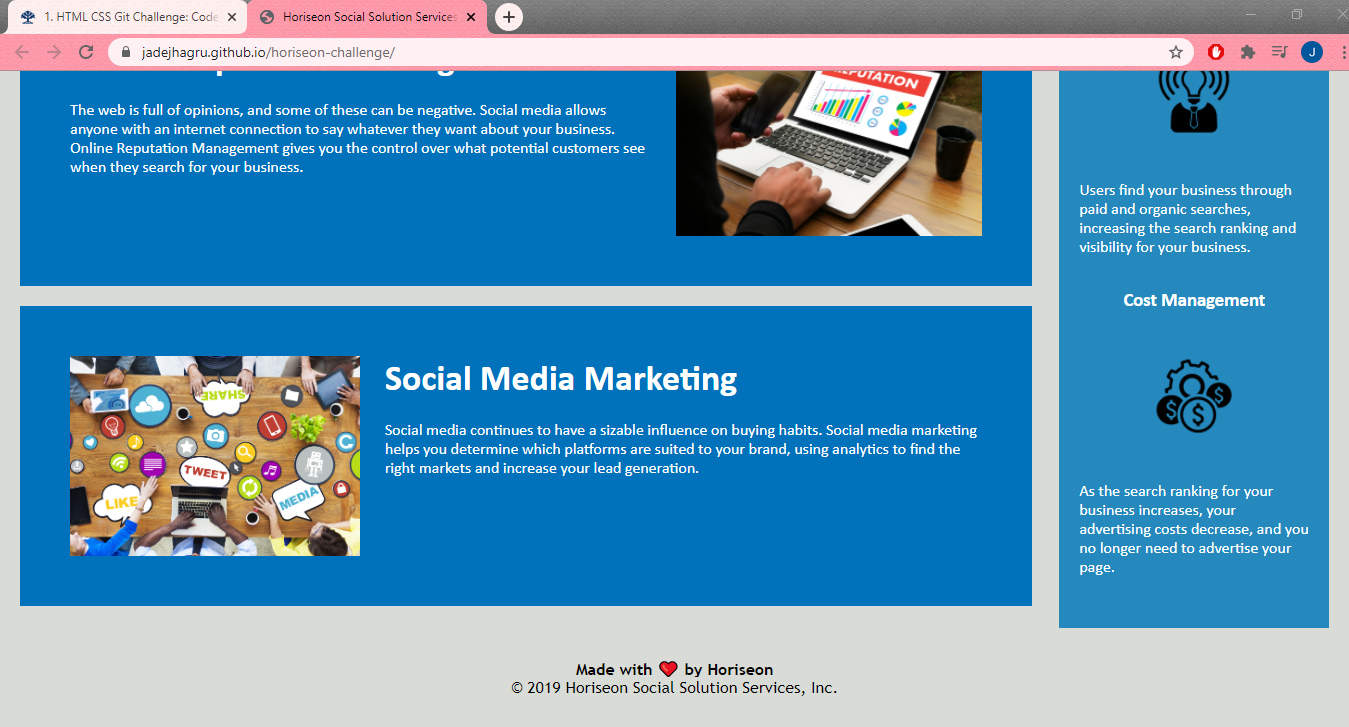 1. HTML CSS Git Challenge: Code
Horiseon Social Solution Services
jadejhagru.github.io/horiseon-challenge/
J
The web is full of opinions, and some of these can be negative. Social media allows
anyone with an internet connection to say whatever they want about your business.
Online Reputation Management gives you the control over what potential customers see
when they search for your business.
REPUTATION
Users find your business through
paid and organic searches,
increasing the search ranking and
visibility for your business.
Cost Management
Social Media Marketing
Social media continues to have a sizable influence on buying habits. Social media marketing
helps you determine which platforms are suited to your brand, using analytics to find the
right markets and increase your lead generation.
SHARE
TWEET
LIKE
MEDIA
As the search ranking for your
business increases, your
advertising costs decrease, and you
no longer need to advertise your
page.
Made with ❤️ by Horiseon
© 2019 Horiseon Social Solution Services, Inc.